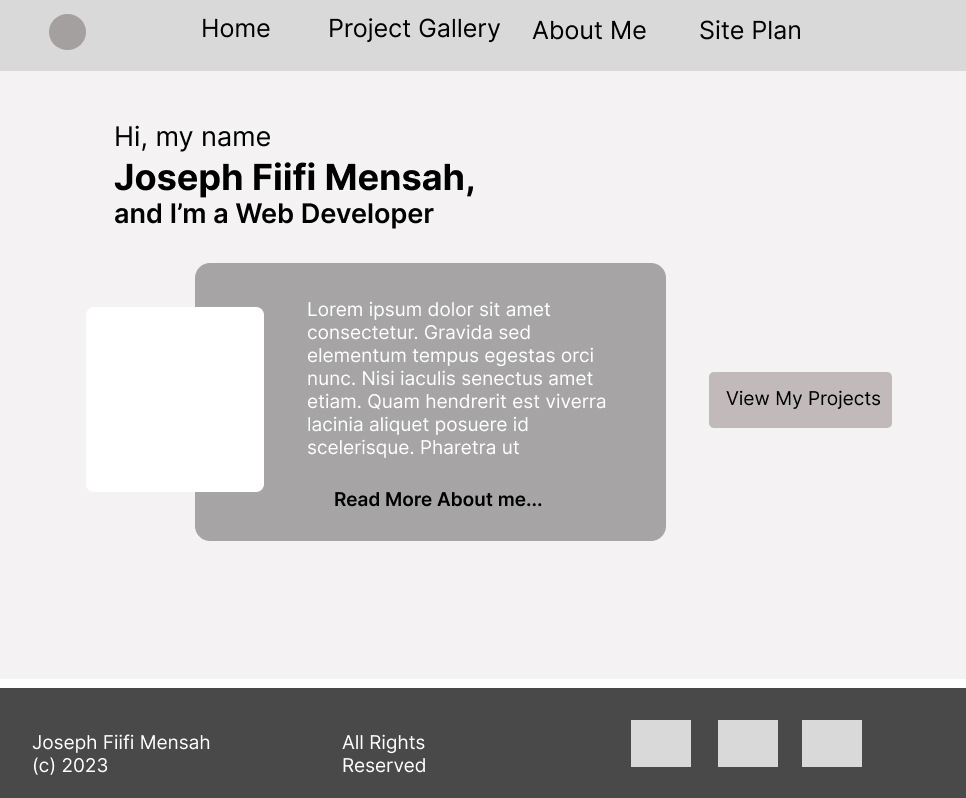 Home Project Gallery About Me Site Plan
Hi, my name
Joseph Fiifi Mensah,
and I’m a Web Developer
Lorem ipsum dolor sit amet
consectetur. Gravida sed
elementum tempus egestas orci
nunc. Nisi iaculis senectus amet
etiam. Quam hendrerit est viverra
lacinia aliquet posuere id
scelerisque. Pharetra ut
Read More About me...
View My Projects
Joseph Fiifi Mensah
(c) 2023
All Rights
Reserved